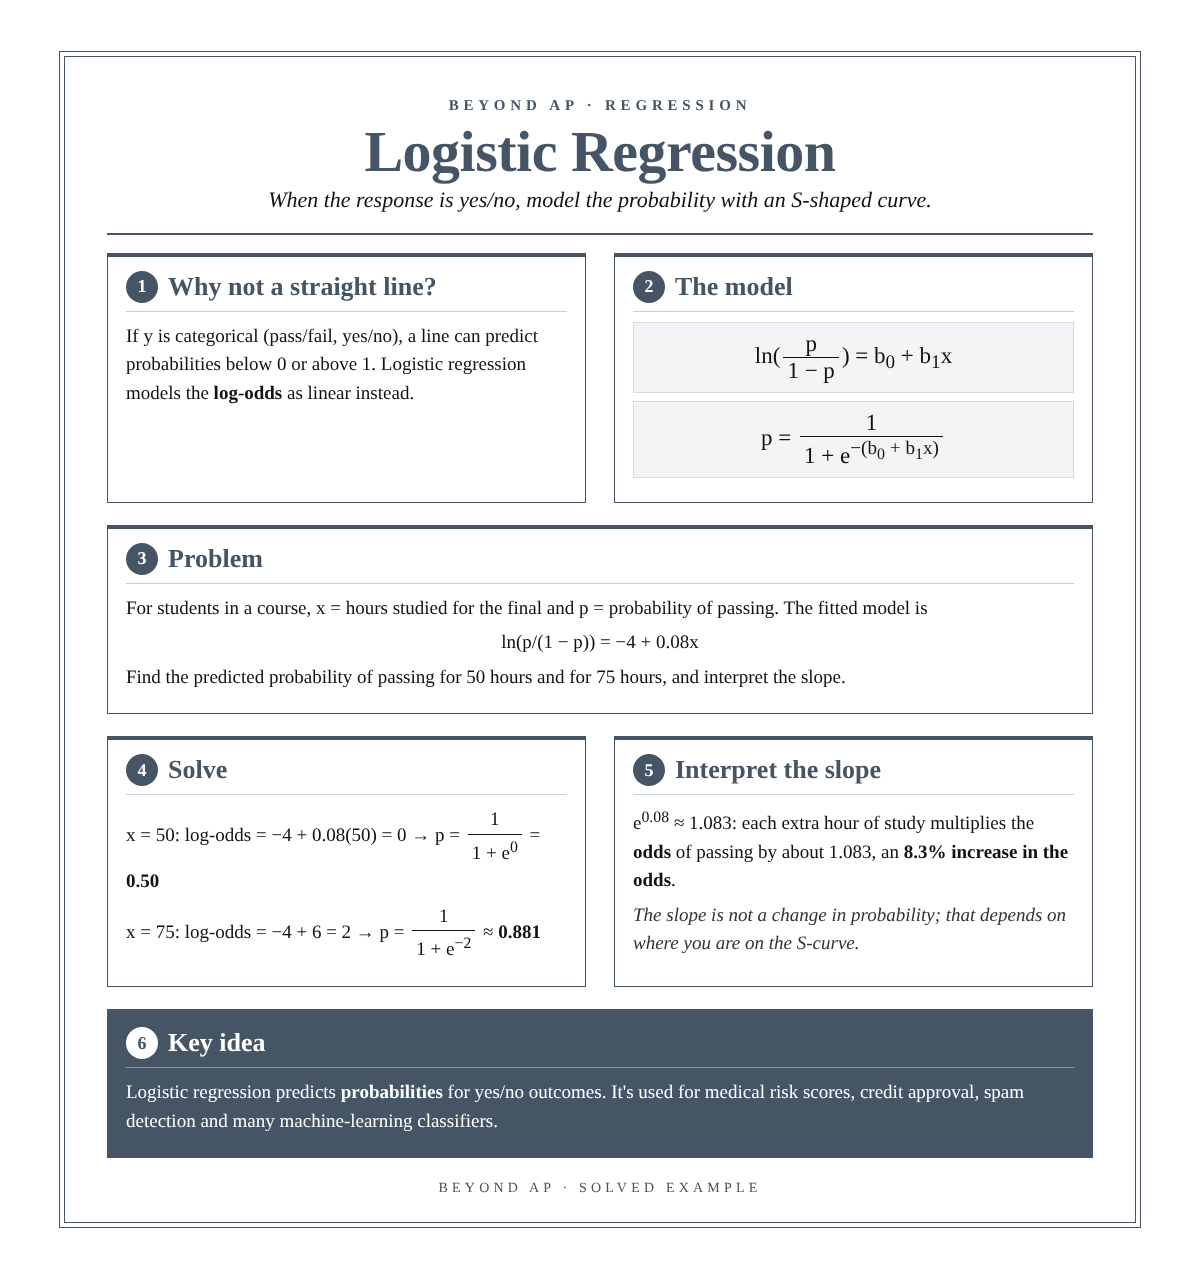 BEYOND AP · REGRESSION
Logistic Regression
When the response is yes/no, model the probability with an S-shaped curve.
1 Why not a straight line?
If y is categorical (pass/fail, yes/no), a line can predict
probabilities below 0 or above 1. Logistic regression
models the log-odds as linear instead.
2 The model
ln(p/(1 − p)) = b₀ + b₁x
p = 1/(1 + e^(−(b₀ + b₁x)))
3 Problem
For students in a course, x = hours studied for the final and p = probability of passing. The fitted model is
ln(p/(1 − p)) = −4 + 0.08x
Find the predicted probability of passing for 50 hours and for 75 hours, and interpret the slope.
4 Solve
x = 50: log-odds = −4 + 0.08(50) = 0 → p = 1/(1 + e⁰) =
0.50
x = 75: log-odds = −4 + 6 = 2 → p = 1/(1 + e⁻²) ≈ 0.881
5 Interpret the slope
e^0.08 ≈ 1.083: each extra hour of study multiplies the
odds of passing by about 1.083, an 8.3% increase in the
odds.
The slope is not a change in probability; that depends on
where you are on the S-curve.
6 Key idea
Logistic regression predicts probabilities for yes/no outcomes. It's used for medical risk scores, credit approval, spam
detection and many machine-learning classifiers.
BEYOND AP · SOLVED EXAMPLE